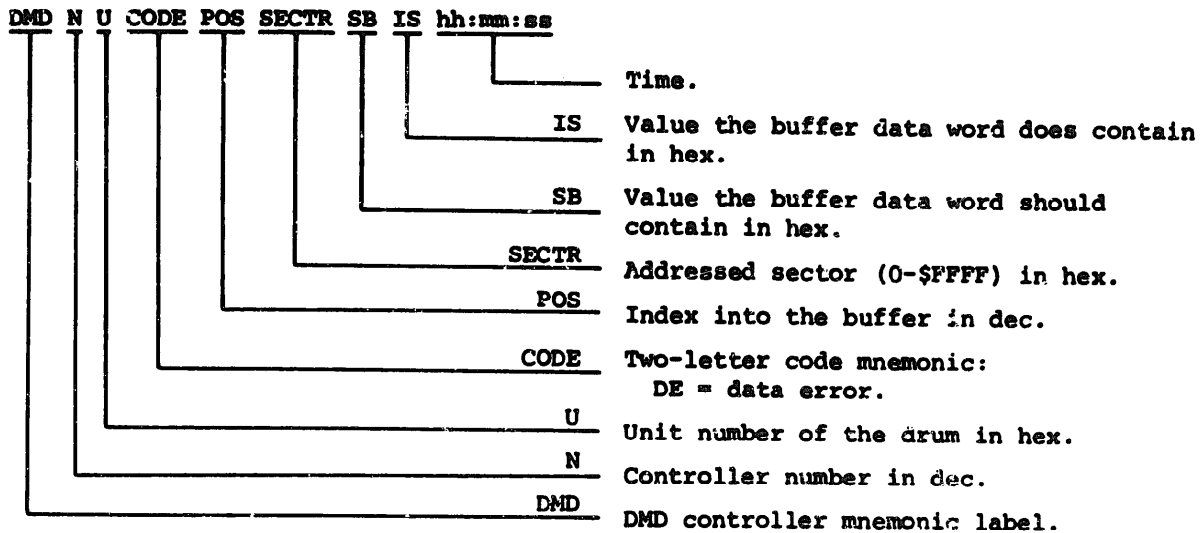 DMD N U CODE POS SECTR SB IS hh:mm:ss
Time.
IS Value the buffer data word does contain
in hex.
SB Value the buffer data word should
contain in hex.
SECTR Addressed sector (0-$FFFF) in hex.
POS Index into the buffer in dec.
CODE Two-letter code mnemonic:
DE = data error.
U Unit number of the drum in hex.
N Controller number in dec.
DMD DMD controller mnemonic label.